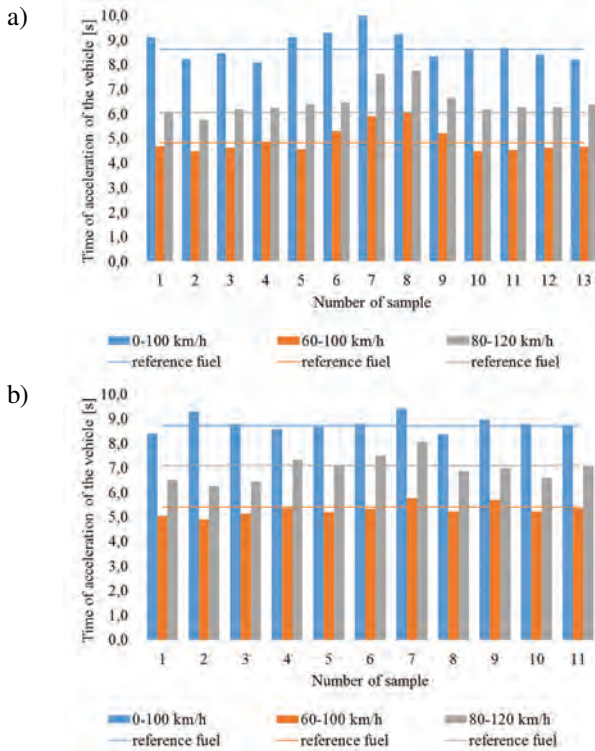 a)
Time of acceleration of the vehicle [s]
10,0
9,0
8,0
7,0
6,0
5,0
4,0
3,0
2,0
1,0
0,0
1 2 3 4 5 6 7 8 9 10 11 12 13
Number of sample
0-100 km/h 60-100 km/h 80-120 km/h
reference fuel reference fuel reference fuel
b)
Time of acceleration of the vehicle [s]
10,0
9,0
8,0
7,0
6,0
5,0
4,0
3,0
2,0
1,0
0,0
1 2 3 4 5 6 7 8 9 10 11
Number of sample
0-100 km/h 60-100 km/h 80-120 km/h
reference fuel reference fuel reference fuel